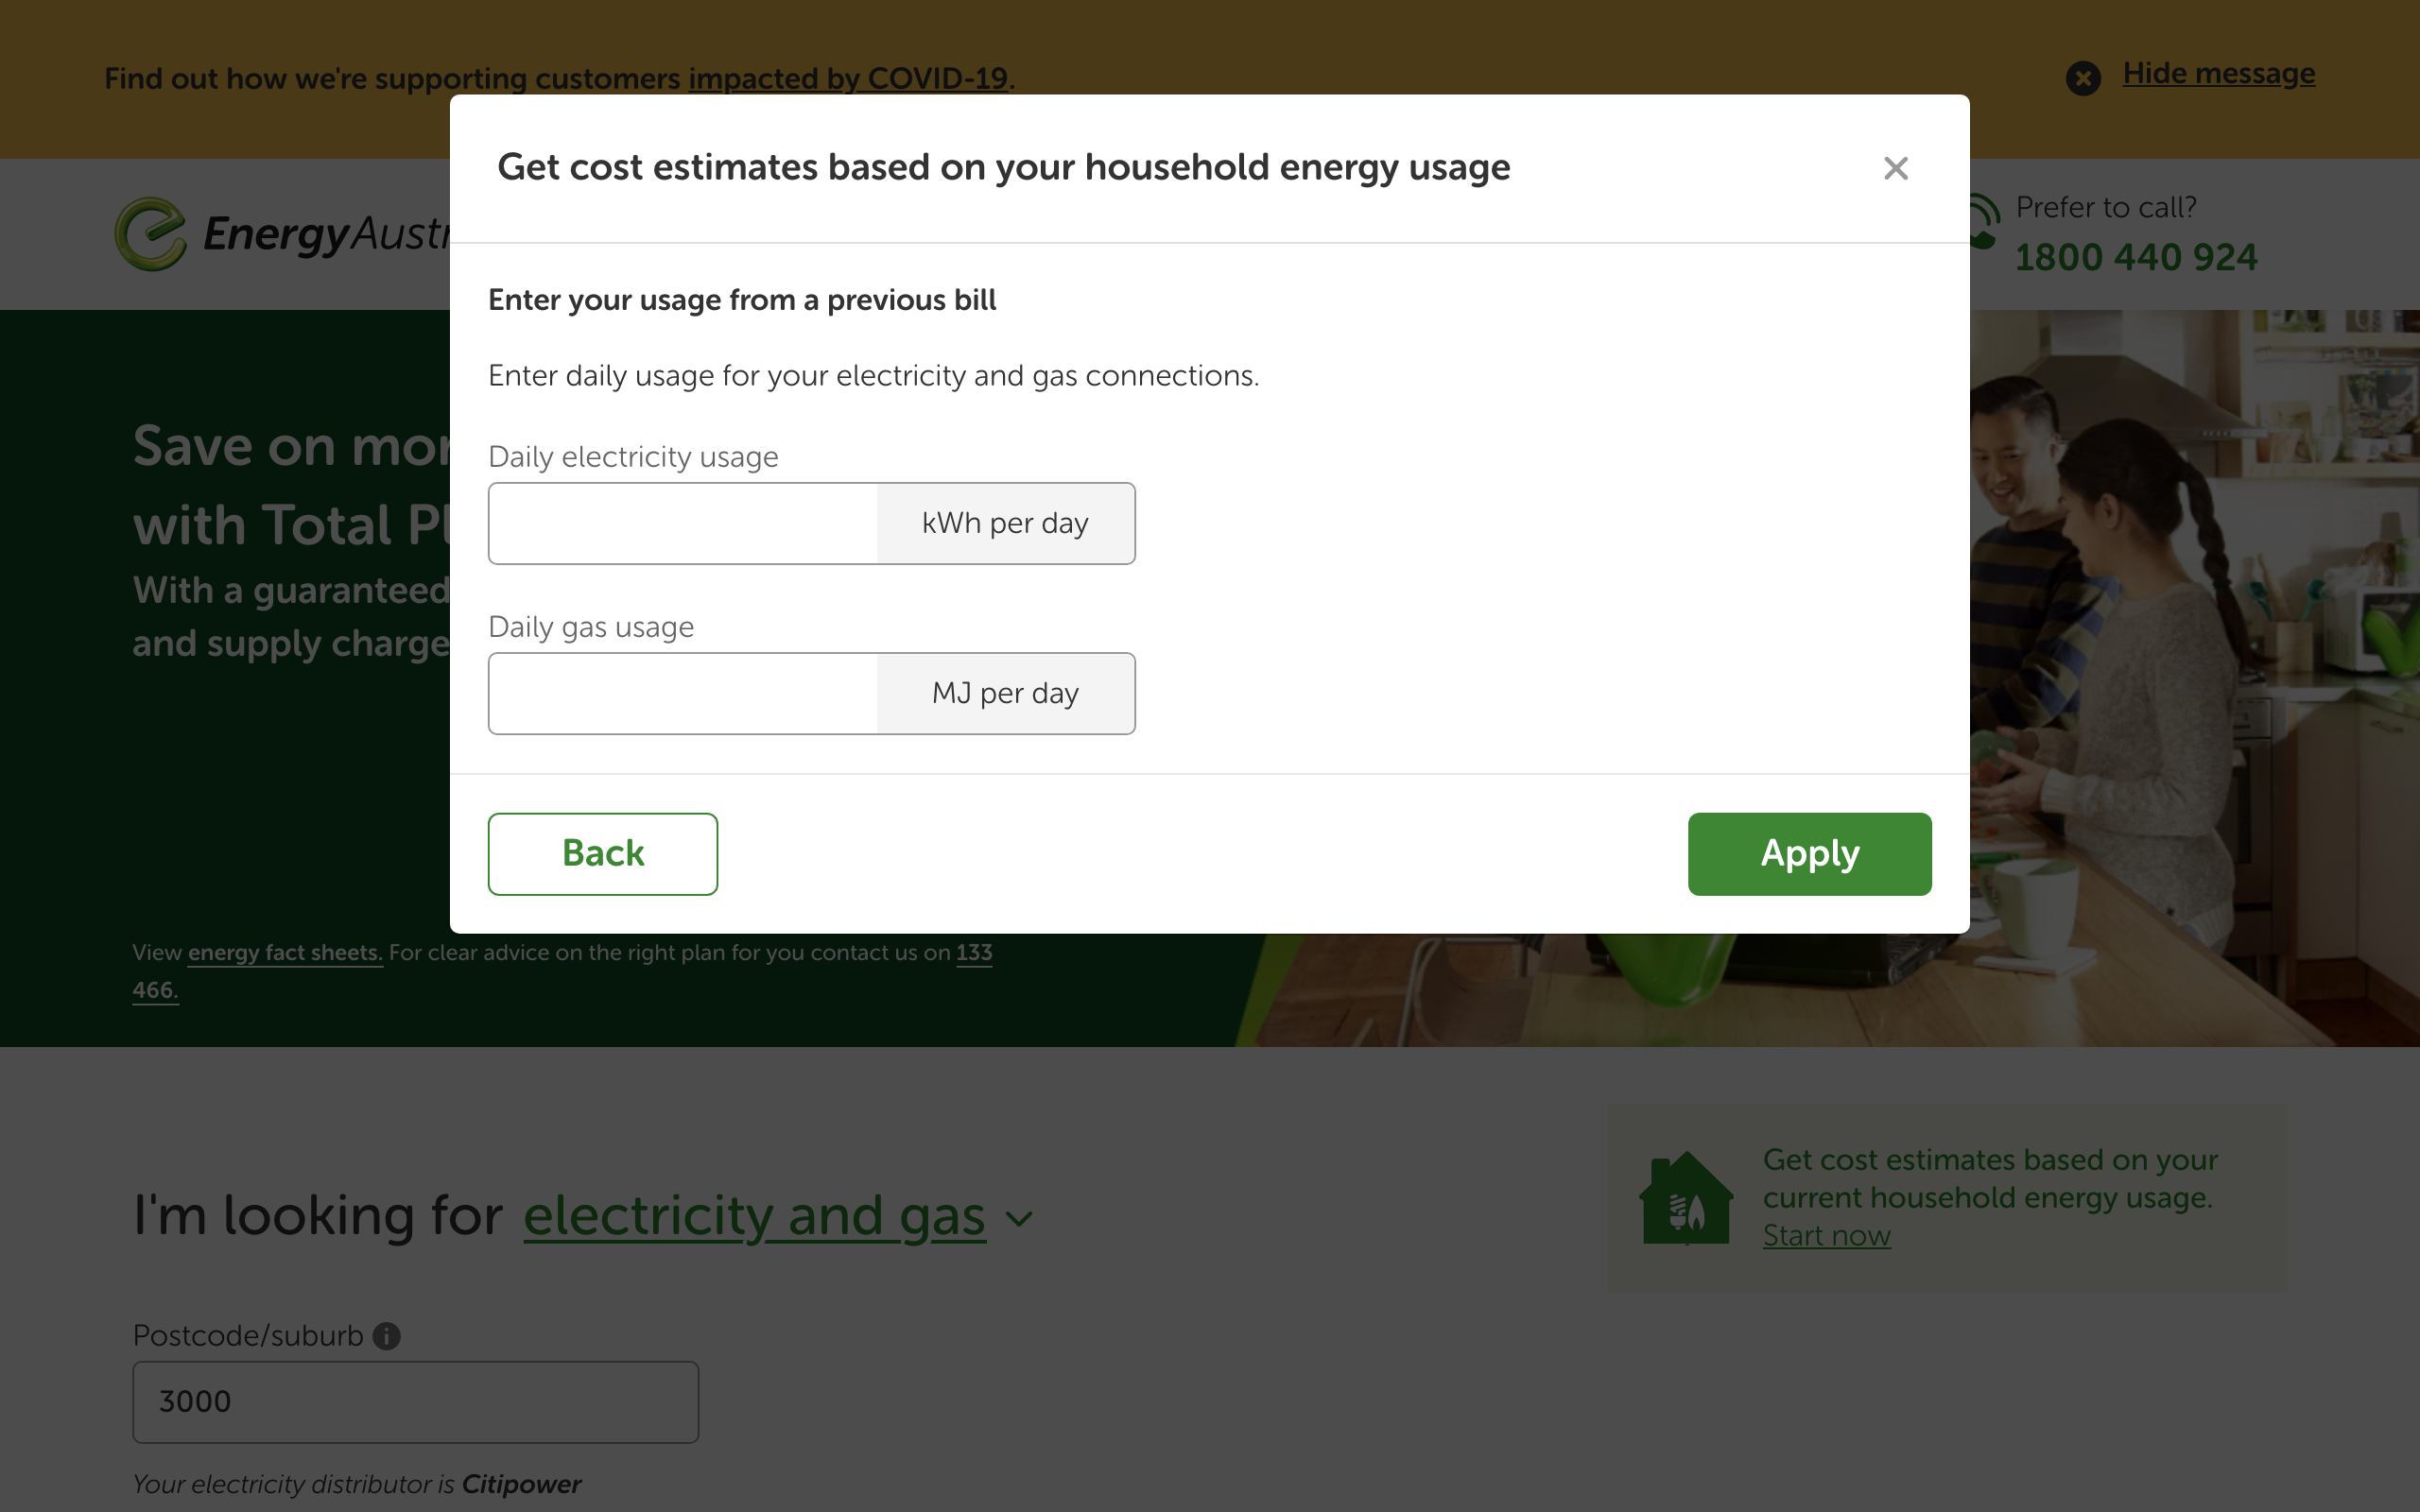 Find out how we're supporting customers impacted by COVID-19.
Hide message
Get cost estimates based on your household energy usage
EnergyAustr
Prefer to call?
1800 440 924
Enter your usage from a previous bill
Enter daily usage for your electricity and gas connections.
Save on mor
with Total Pl
With a guaranteed
and supply charge
Daily electricity usage
kWh per day
Daily gas usage
MJ per day
Back
Apply
View energy fact sheets. For clear advice on the right plan for you contact us on 133
466.
I'm looking for electricity and gas
Get cost estimates based on your
current household energy usage.
Start now
Postcode/suburb
3000
Your electricity distributor is Citipower